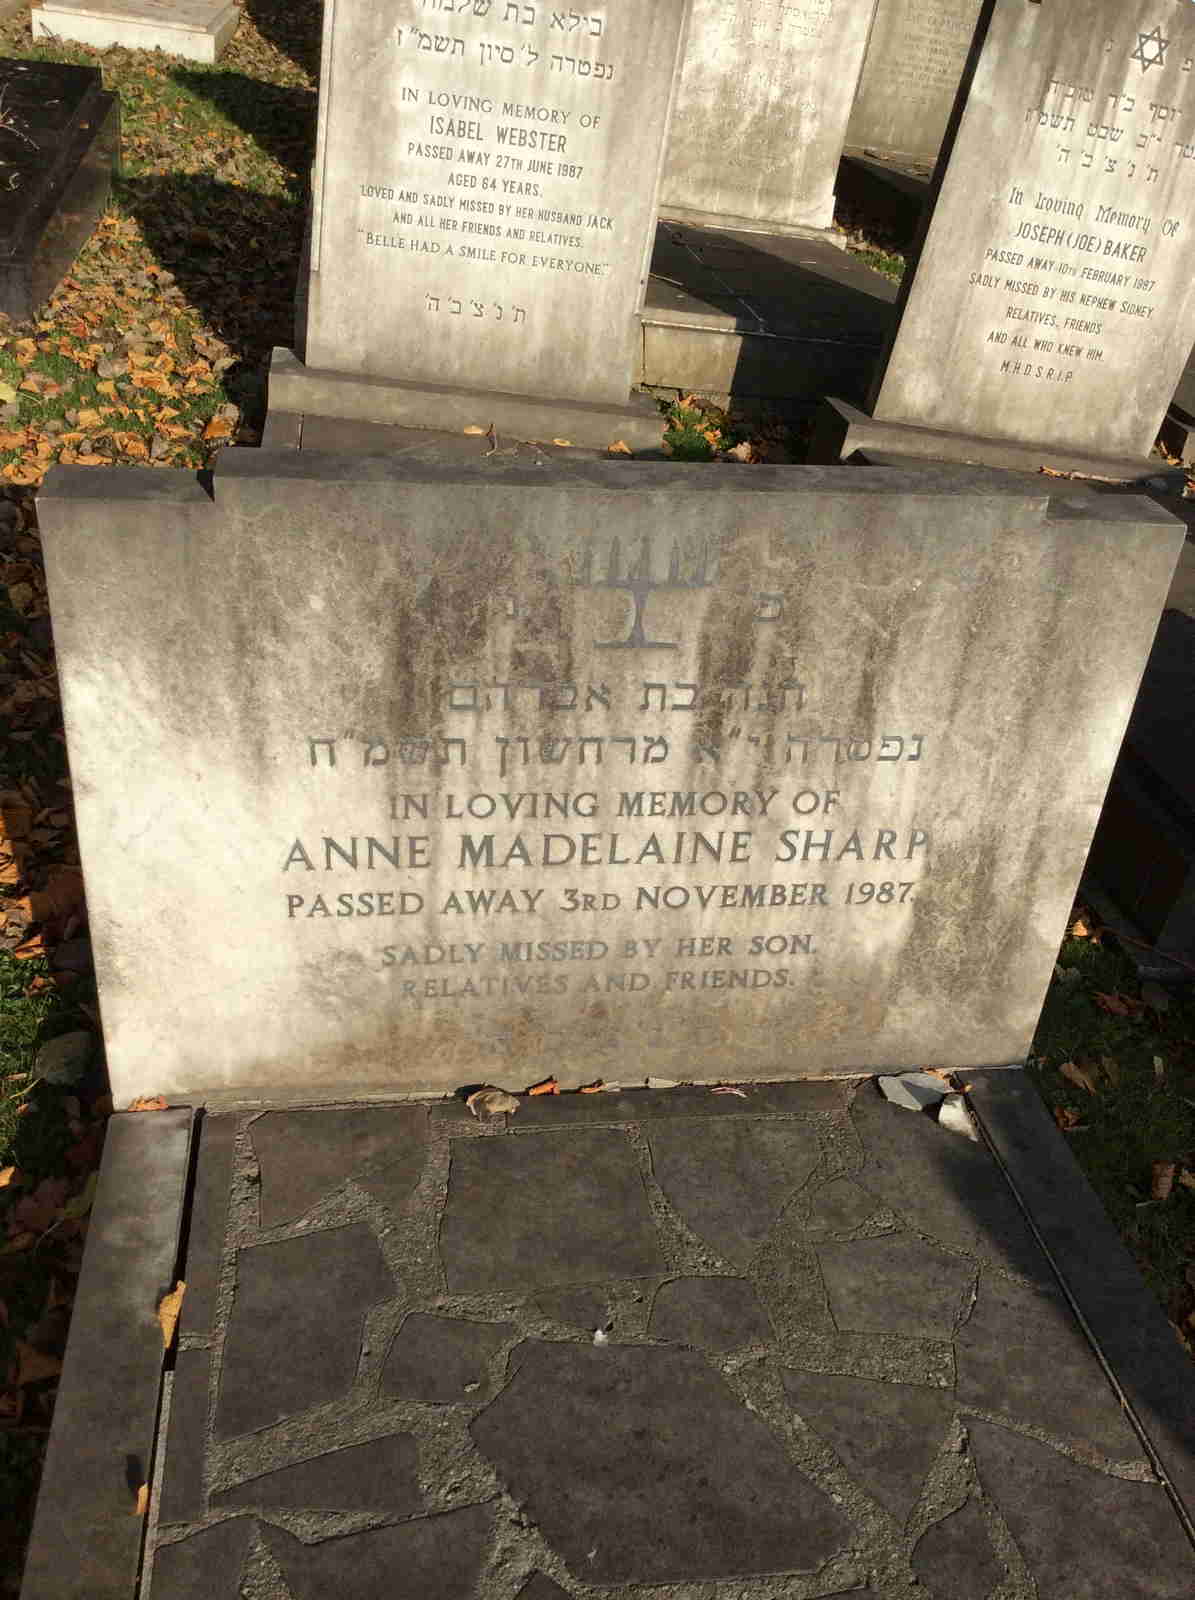 בילא בת שלמה
נפטרה ל' סיון תשמ"ז
IN LOVING MEMORY OF
ISABEL WEBSTER
PASSED AWAY 27TH JUNE 1987
AGED 64 YEARS.
LOVED AND SADLY MISSED BY HER HUSBAND JACK
AND ALL HER FRIENDS AND RELATIVES.
"BELLE HAD A SMILE FOR EVERYONE."
ת' נ' צ' ב' ה'
פ נ
יוסף ב"ר טובי'ה
י"ב שבט תשמ"ז
ת' נ' צ' ב' ה'
In Loving Memory Of
JOSEPH (JOE) BAKER
PASSED AWAY 10TH FEBRUARY 1987
SADLY MISSED BY HIS NEPHEW SIDNEY
RELATIVES, FRIENDS
AND ALL WHO KNEW HIM.
M.H.D.S.R.I.P.
פ נ
חנה בת אברהם
נפטרה י"א מרחשון תשמ"ח
IN LOVING MEMORY OF
ANNE MADELAINE SHARP
PASSED AWAY 3RD NOVEMBER 1987.
SADLY MISSED BY HER SON.
RELATIVES AND FRIENDS.